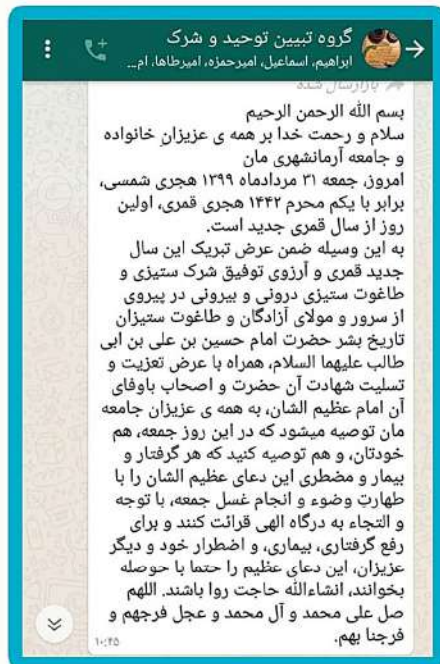 گروه تبیین توحید و شرک
ابراهیم، اسماعیل، امیرحمزه، امیرطاها، ام...
بازارسال شده
بسم الله الرحمن الرحیم
سلام و رحمت خدا بر همه ی عزیزانِ خانواده
و جامعه آرمانشهری مان
امروز، جمعه ۳۱ مردادماه ۱۳۹۹ هجری شمسی،
برابر با یکم محرم ۱۴۴۲ هجری قمری، اولین
روز از سال قمری جدید است.
به این وسیله ضمن عرض تبریک این سال
جدید قمری و آرزوی توفیق شرک ستیزی و
طاغوت ستیزی درونی و بیرونی در پیروی
از سرور و مولای آزادگان و طاغوت ستیزان
تاریخ بشر حضرت امام حسین بن علی بن ابی
طالب علیهما السلام، همراه با عرض تعزیت و
تسلیت شهادت آن حضرت و اصحاب باوفای
آن امام عظیم الشان، به همه ی عزیزان جامعه
مان توصیه میشود که در این روز جمعه، هم
خودتان، و هم توصیه کنید که هر گرفتار و
بیمار و مضطری این دعای عظیم الشان را با
طهارتِ وضوء و انجام غسل جمعه، با توجه
و التجاء به درگاه الهی قرائت کنند و برای
رفع گرفتاری، بیماری، و اضطرار خود و دیگر
عزیزان، این دعای عظیم را حتما با حوصله
بخوانند، انشاءالله حاجت روا باشند. اللهم
صل علی محمد و آل محمد و عجل فرجهم و
فرجنا بهم.
۱۰:۴۵